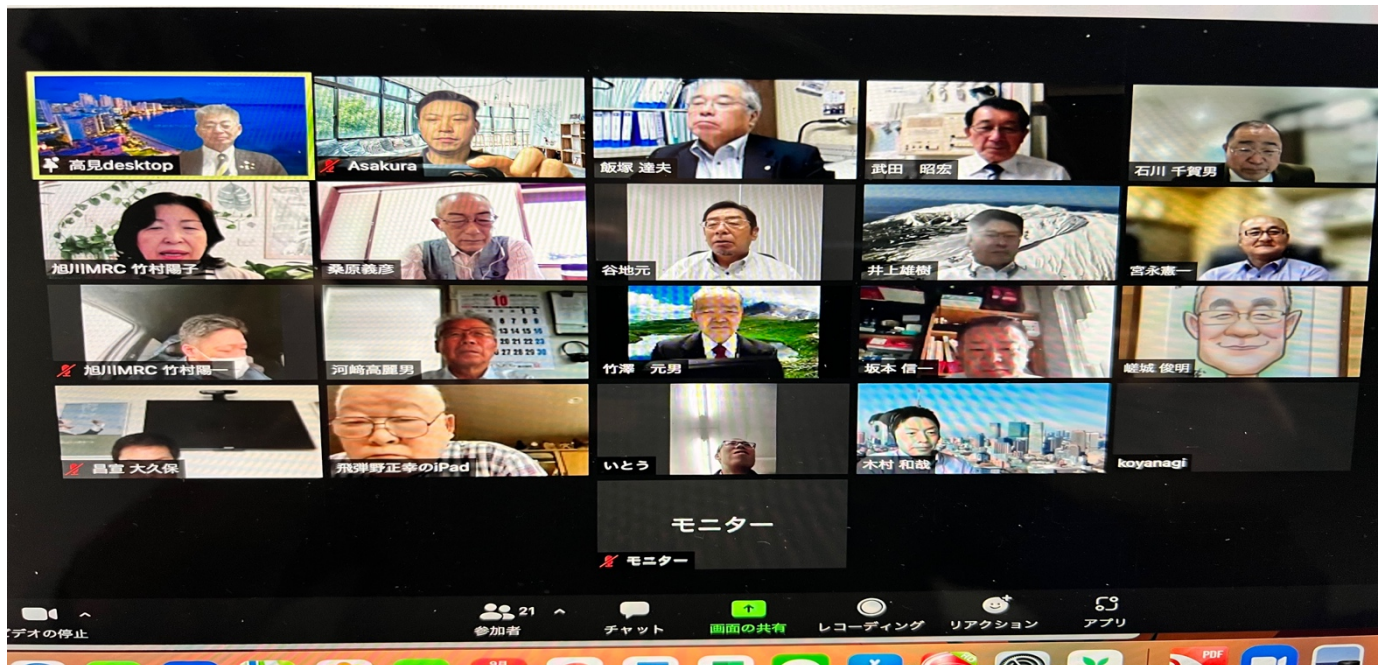 高見desktop
Asakura
飯塚 達夫
武田 昭宏
石川 千賀男
旭川MRC 竹村陽子
桑原義彦
谷地元
井上雄樹
宮永憲一
旭川MRC 竹村陽一
河﨑高麗男
竹澤 元男
坂本 信一
嵯城 俊明
昌宣 大久保
飛弾野正幸のiPad
いとう
木村 和哉
koyanagi
モニター
モニター
ビデオの停止
21
参加者
チャット
画面の共有
レコーディング
リアクション
アプリ
PDF